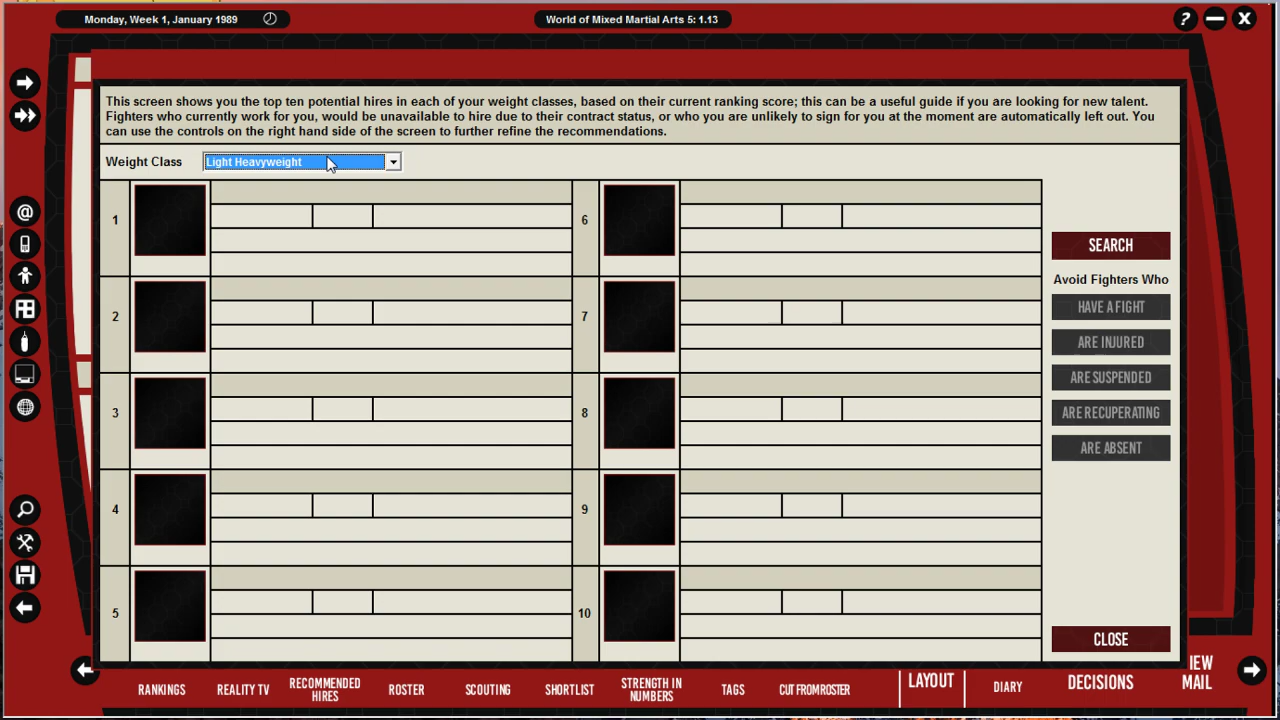 Monday, Week 1, January 1989
World of Mixed Martial Arts 5: 1.13
?
This screen shows you the top ten potential hires in each of your weight classes, based on their current ranking score; this can be a useful guide if you are looking for new talent.
Fighters who currently work for you, would be unavailable to hire due to their contract status, or who you are unlikely to sign for you at the moment are automatically left out. You
can use the controls on the right hand side of the screen to further refine the recommendations.
Weight Class
Light Heavyweight
1
6
SEARCH
Avoid Fighters Who
HAVE A FIGHT
2
7
ARE INJURED
ARE SUSPENDED
3
8
ARE RECUPERATING
ARE ABSENT
4
9
5
10
CLOSE
RANKINGS
REALITY TV
RECOMMENDED
HIRES
ROSTER
SCOUTING
SHORTLIST
STRENGTH IN
NUMBERS
TAGS
CUT FROM ROSTER
LAYOUT
DIARY
DECISIONS
IEW
MAIL